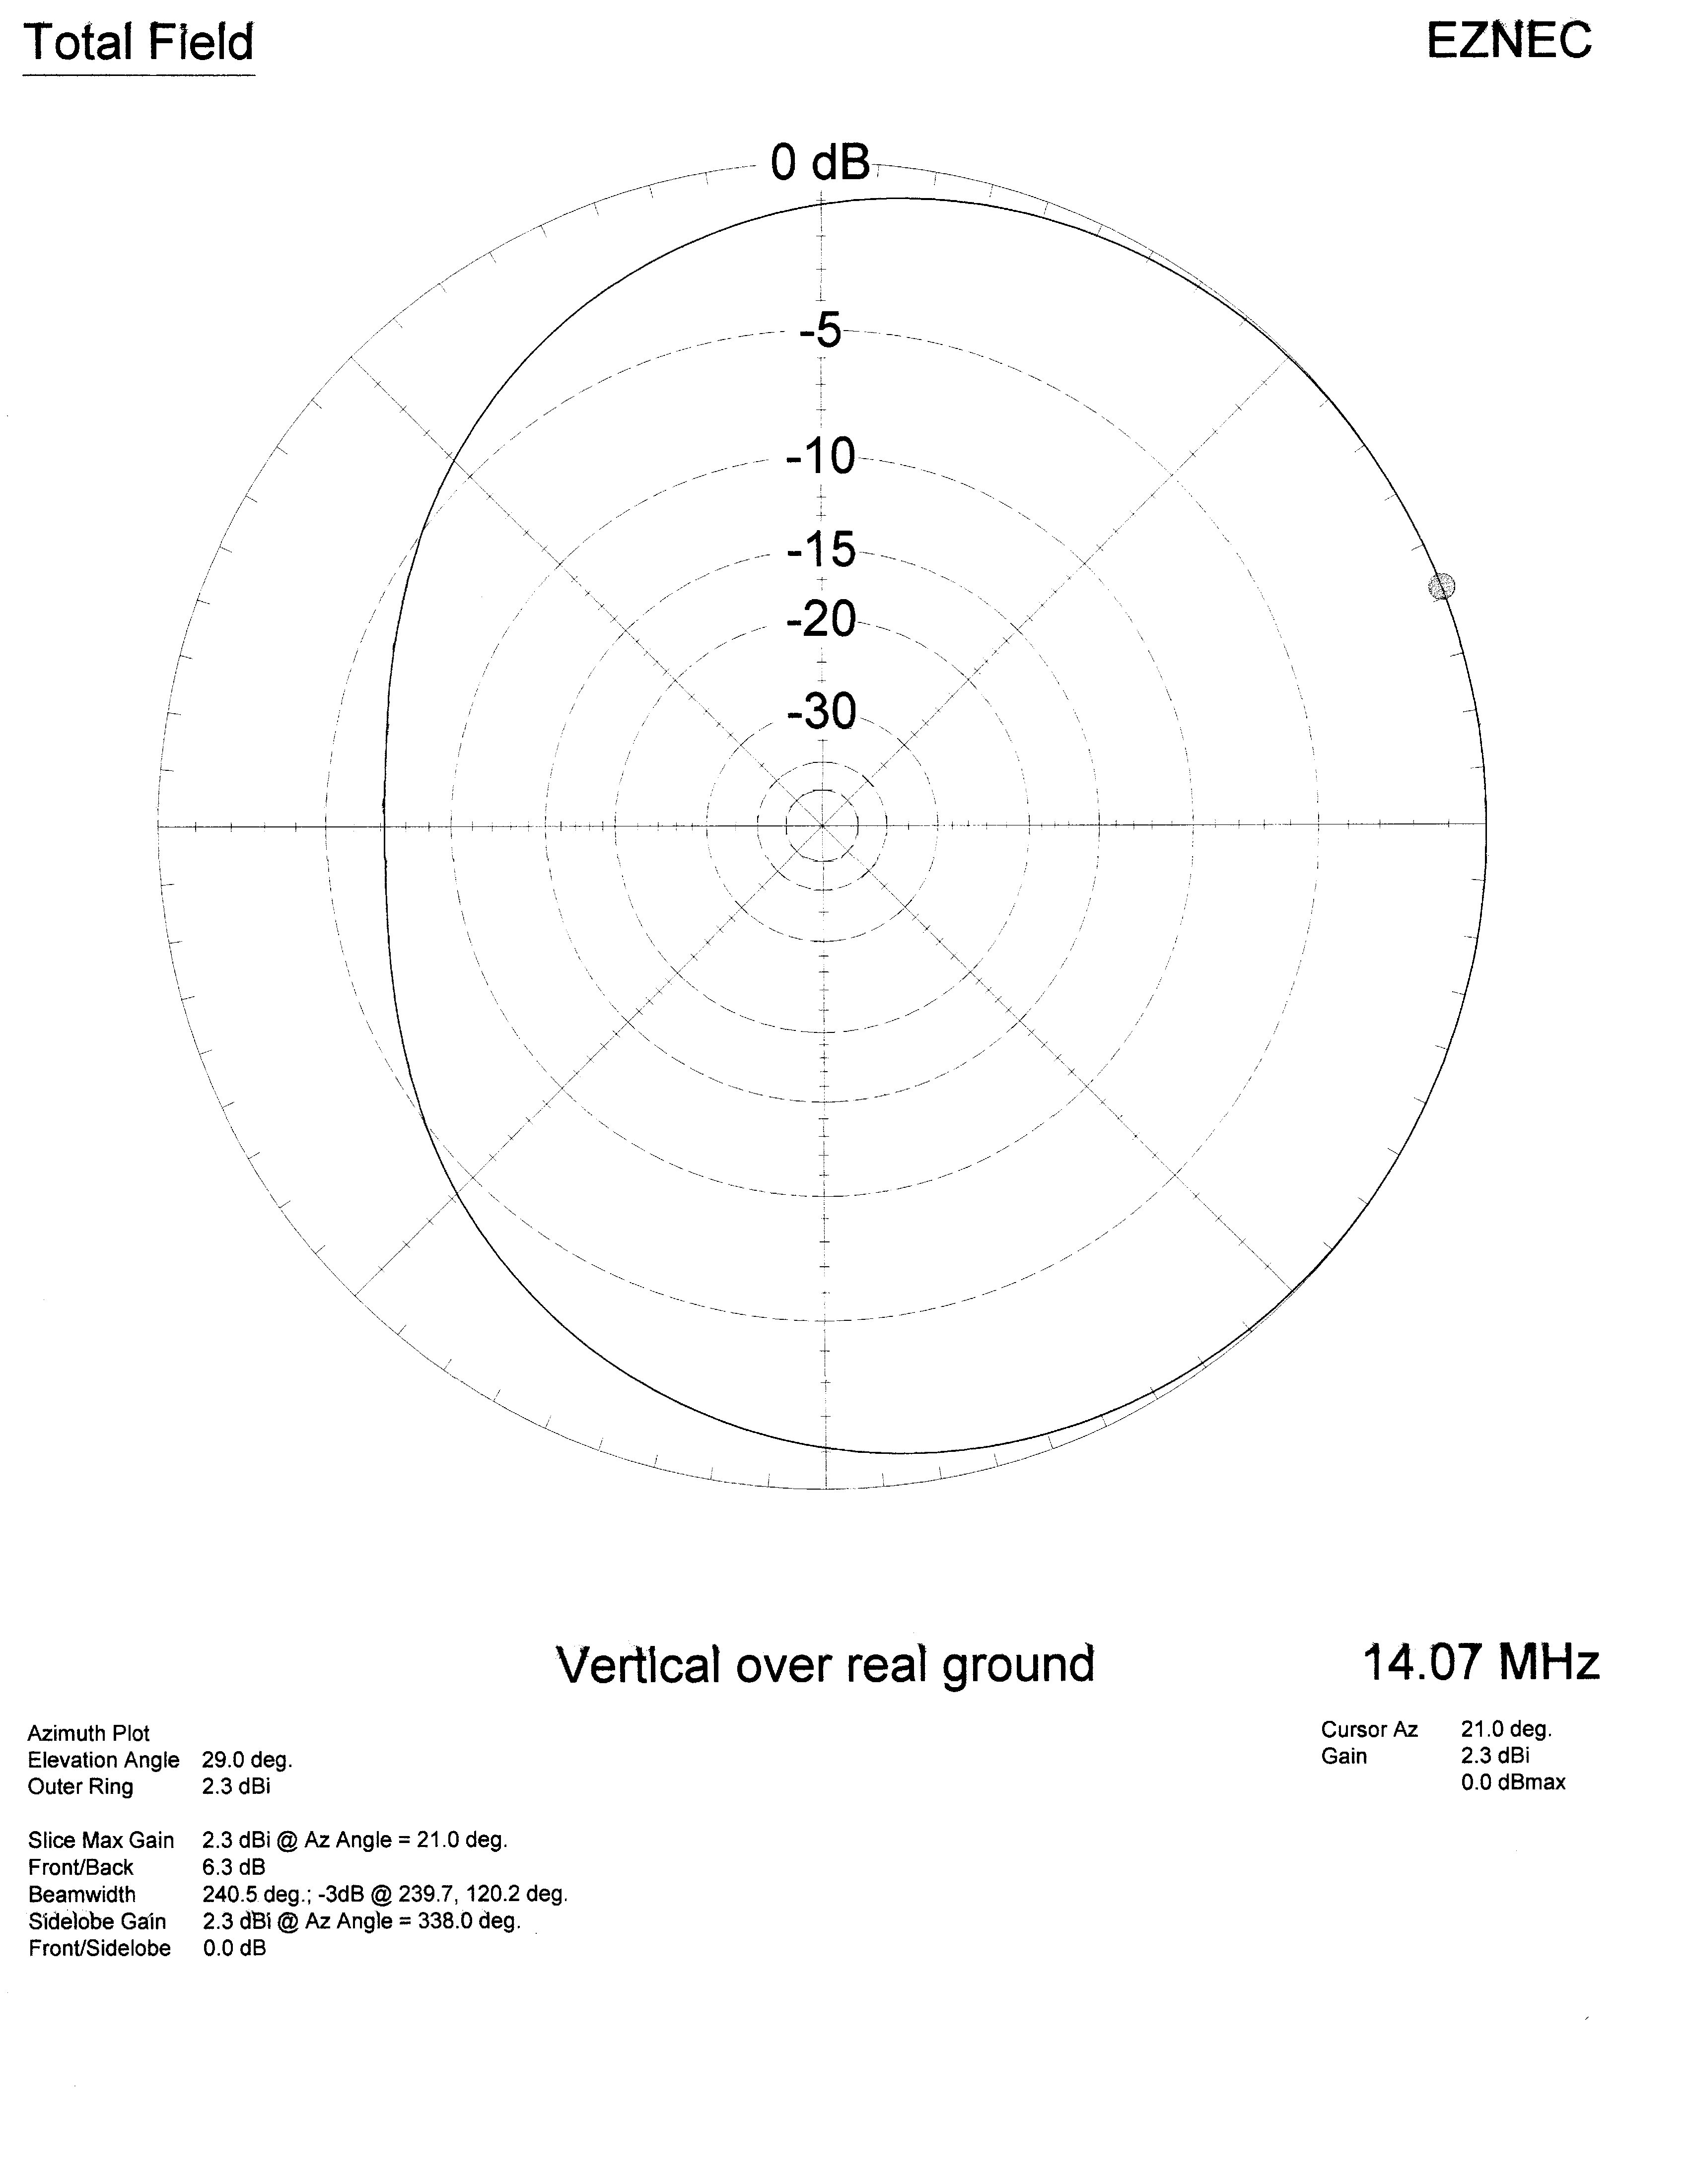 Total Field
EZNEC
0 dB
-5
-10
-15
-20
-30
Vertical over real ground
14.07 MHz
Azimuth Plot
Elevation Angle 29.0 deg.
Outer Ring 2.3 dBi
Cursor Az 21.0 deg.
Gain 2.3 dBi
0.0 dBmax
Slice Max Gain 2.3 dBi @ Az Angle = 21.0 deg.
Front/Back 6.3 dB
Beamwidth 240.5 deg.; -3dB @ 239.7, 120.2 deg.
Sidelobe Gain 2.3 dBi @ Az Angle = 338.0 deg.
Front/Sidelobe 0.0 dB